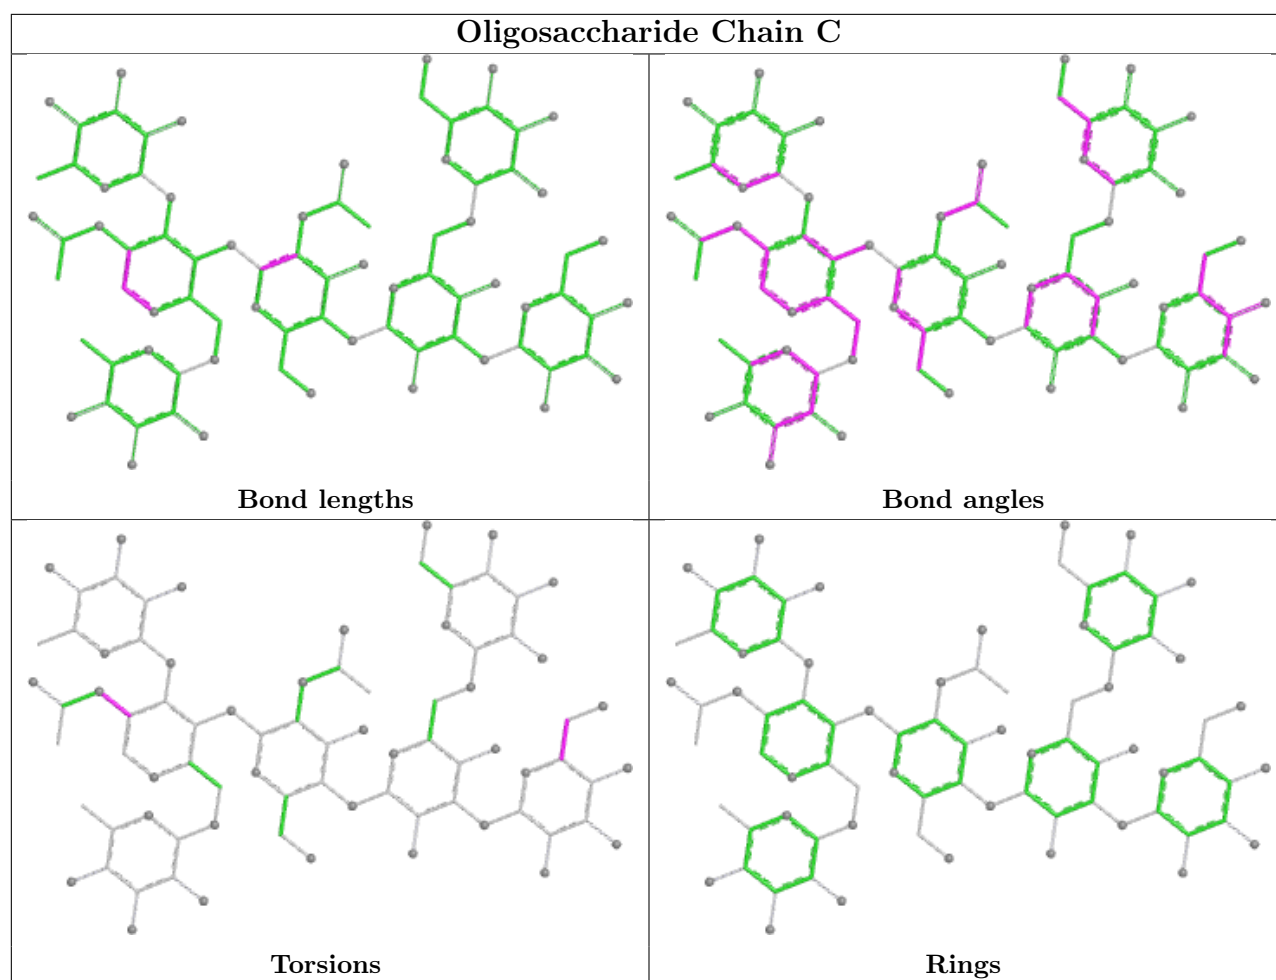 Oligosaccharide Chain C
Bond lengths
Bond angles
Torsions
Rings